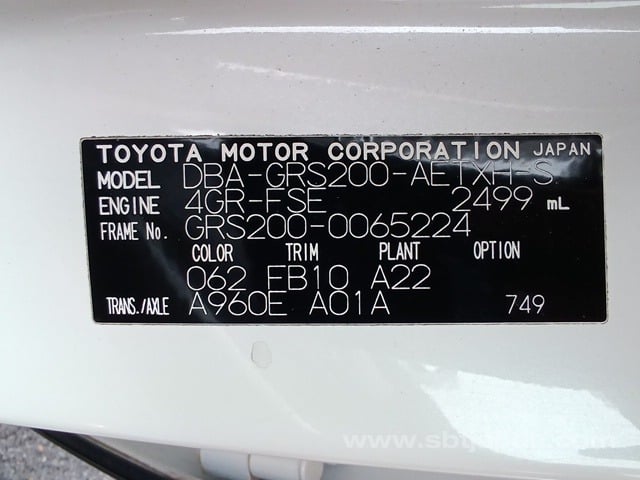 TOYOTA MOTOR CORPORATION JAPAN
MODEL DBA-GRS200-AETXH-S
ENGINE 4GR-FSE 2499 mL
FRAME No. GRS200-0065224
COLOR TRIM PLANT OPTION
062 FB10 A22
TRANS./AXLE A960E A01A 749